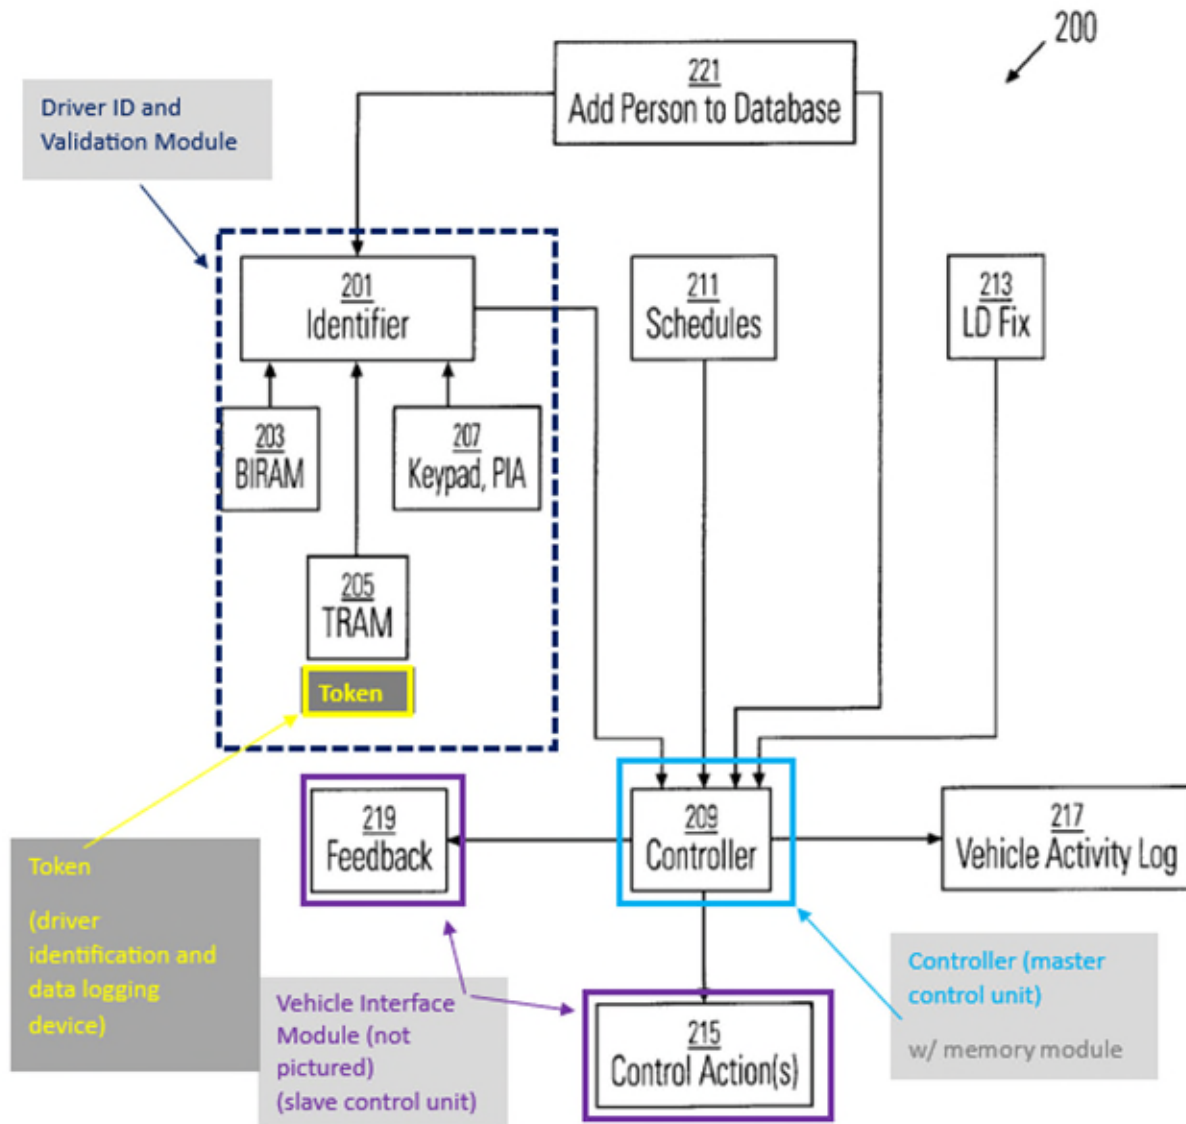 200
221
Add Person to Database
Driver ID and
Validation Module
201
Identifier
211
Schedules
213
LD Fix
203
BIRAM
207
Keypad, PIA
205
TRAM
Token
219
Feedback
209
Controller
217
Vehicle Activity Log
Token
(driver
identification and
data logging
device)
Vehicle Interface
Module (not
pictured)
(slave control unit)
215
Control Action(s)
Controller (master
control unit)
w/ memory module